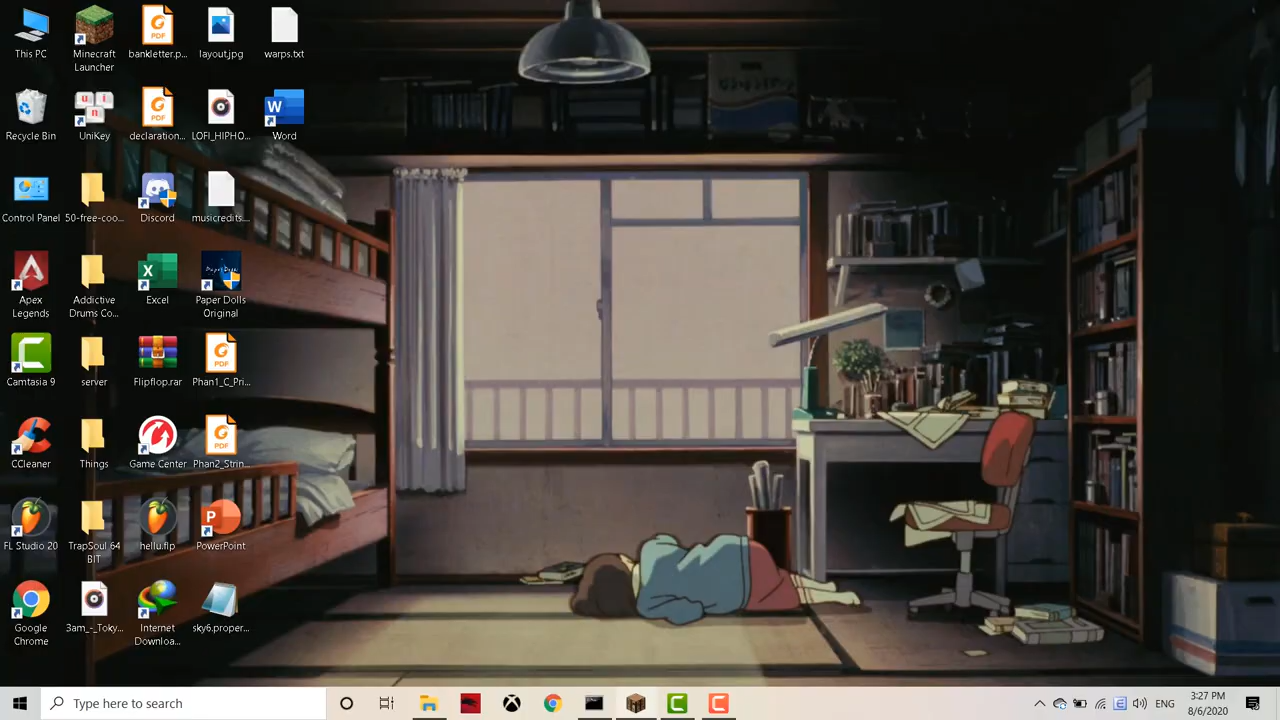 This PC
Minecraft
Launcher
bankletter.p...
layout.jpg
warps.txt
Recycle Bin
UniKey
declaration...
LOFI_HIPHO...
Word
Control Panel
50-free-coo...
Discord
musicredits....
Apex
Legends
Addictive
Drums Co...
Excel
Paper Dolls
Original
Camtasia 9
server
Flipflop.rar
Phan1_C_Pri...
CCleaner
Things
Game Center
Phan2_Strin...
FL Studio 20
TrapSoul 64
BIT
hellu.flp
PowerPoint
Google
Chrome
3am_-_Toky...
Internet
Downloa...
sky6.proper...
Type here to search
ENG
3:27 PM
8/6/2020